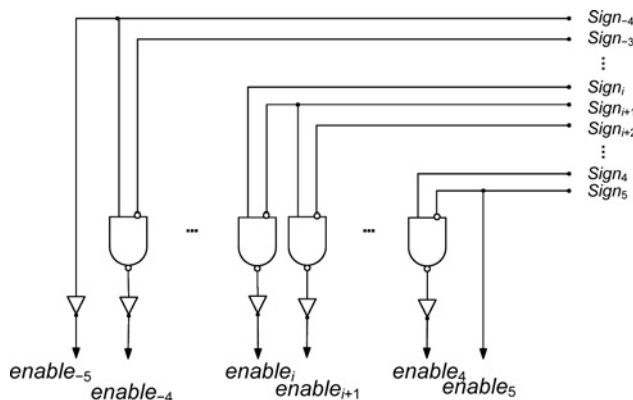 Sign₋₄
Sign₋₃
⋮
Signᵢ
Signᵢ₊₁
Signᵢ₊₂
⋮
Sign₄
Sign₅
... ...
enable₋₅
enable₋₄
enableᵢ
enableᵢ₊₁
enable₄
enable₅